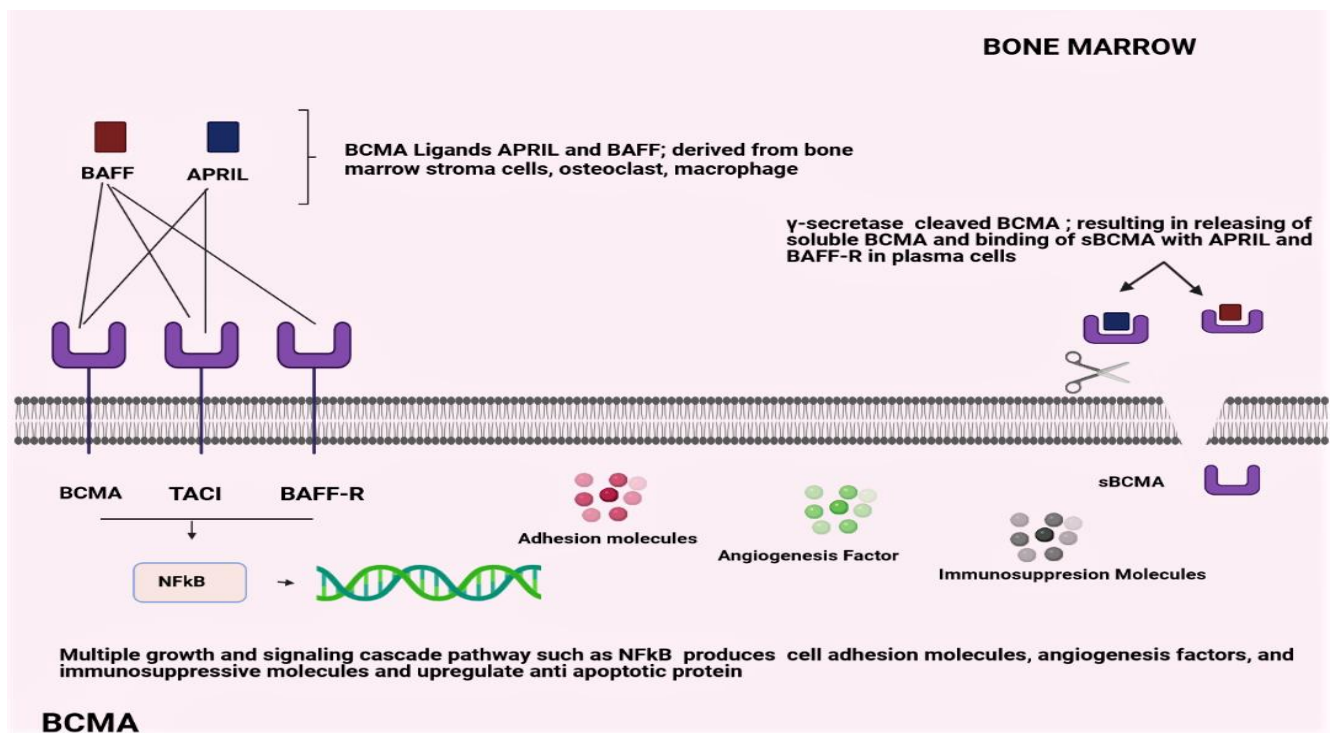 BONE MARROW
BAFF
APRIL
BCMA Ligands APRIL and BAFF; derived from bone
marrow stroma cells, osteoclast, macrophage
γ-secretase cleaved BCMA ; resulting in releasing of
soluble BCMA and binding of sBCMA with APRIL and
BAFF-R in plasma cells
BCMA
TACI
BAFF-R
sBCMA
Adhesion molecules
Angiogenesis Factor
Immunosuppresion Molecules
NFkB
Multiple growth and signaling cascade pathway such as NFkB produces cell adhesion molecules, angiogenesis factors, and
immunosuppressive molecules and upregulate anti apoptotic protein
BCMA